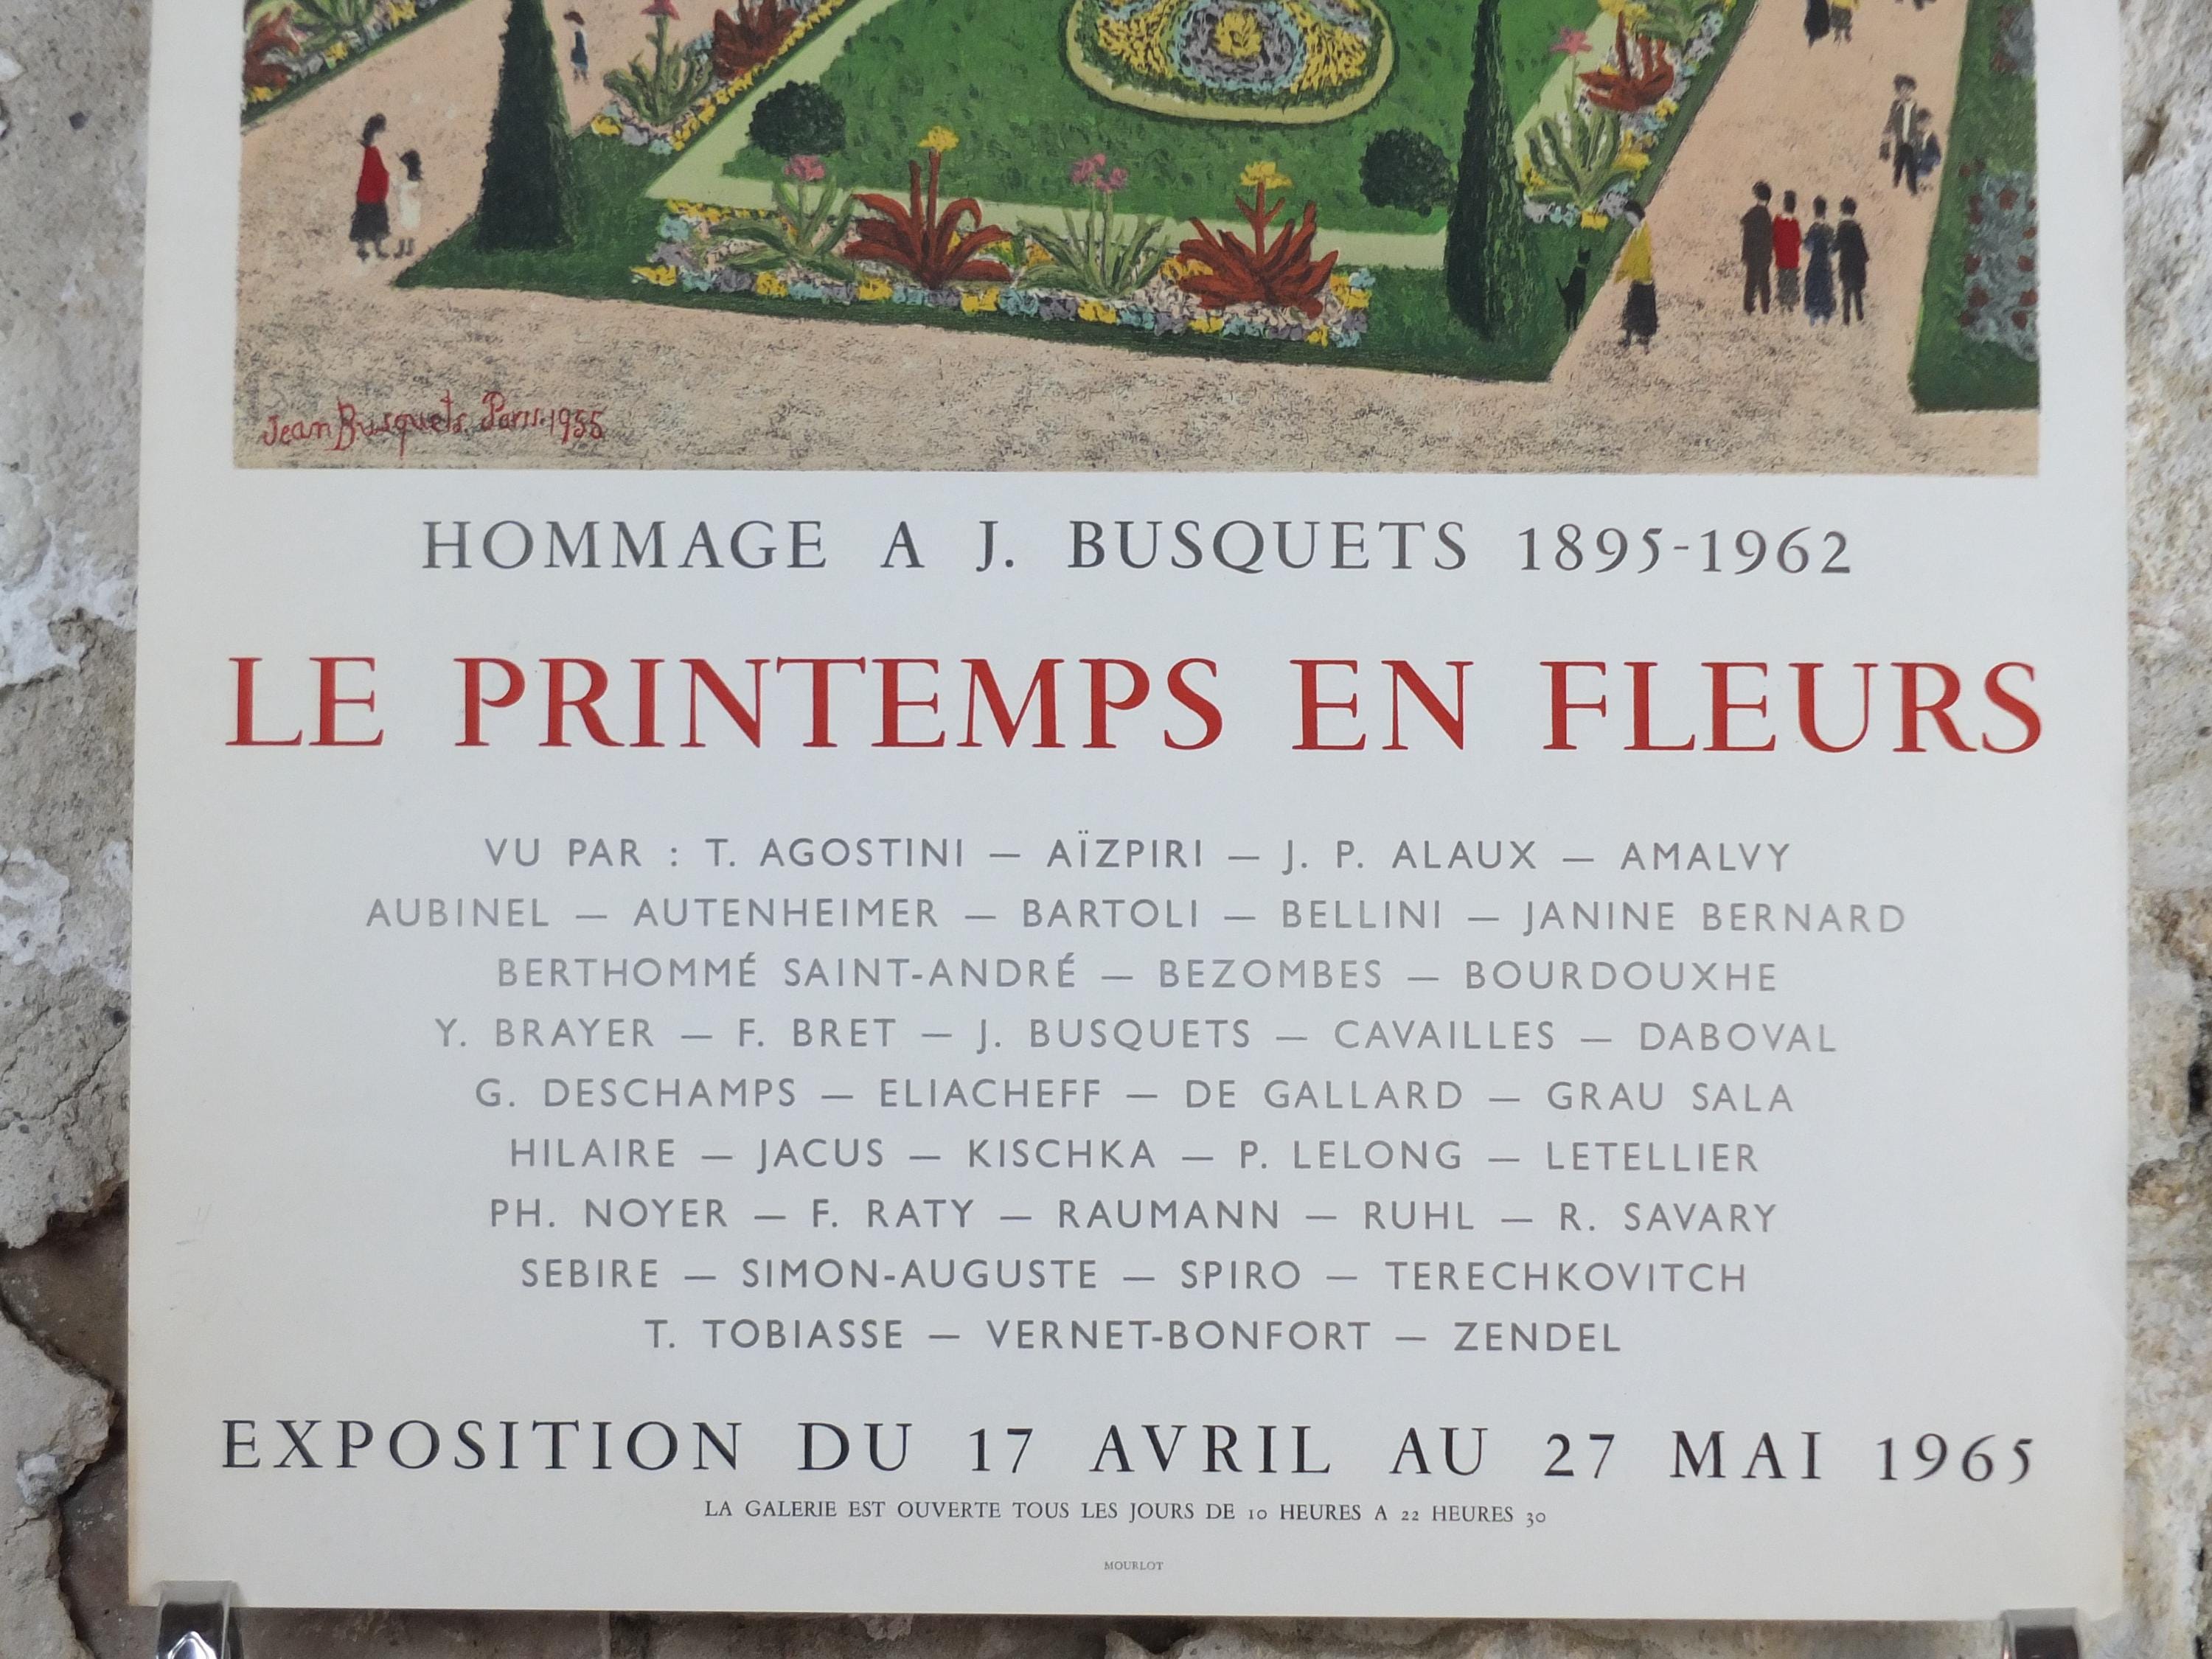 Jean Busquets. Paris. 1955
HOMMAGE A J. BUSQUETS 1895-1962
LE PRINTEMPS EN FLEURS
VU PAR : T. AGOSTINI — AÏZPIRI — J. P. ALAUX — AMALVY
AUBINEL — AUTENHEIMER — BARTOLI — BELLINI — JANINE BERNARD
BERTHOMMÉ SAINT-ANDRÉ — BEZOMBES — BOURDOUXHE
Y. BRAYER — F. BRET — J. BUSQUETS — CAVAILLES — DABOVAL
G. DESCHAMPS — ELIACHEFF — DE GALLARD — GRAU SALA
HILAIRE — JACUS — KISCHKA — P. LELONG — LETELLIER
PH. NOYER — F. RATY — RAUMANN — RUHL — R. SAVARY
SEBIRE — SIMON-AUGUSTE — SPIRO — TERECHKOVITCH
T. TOBIASSE — VERNET-BONFORT — ZENDEL
EXPOSITION DU 17 AVRIL AU 27 MAI 1965
LA GALERIE EST OUVERTE TOUS LES JOURS DE 10 HEURES A 22 HEURES 30
MOURLOT